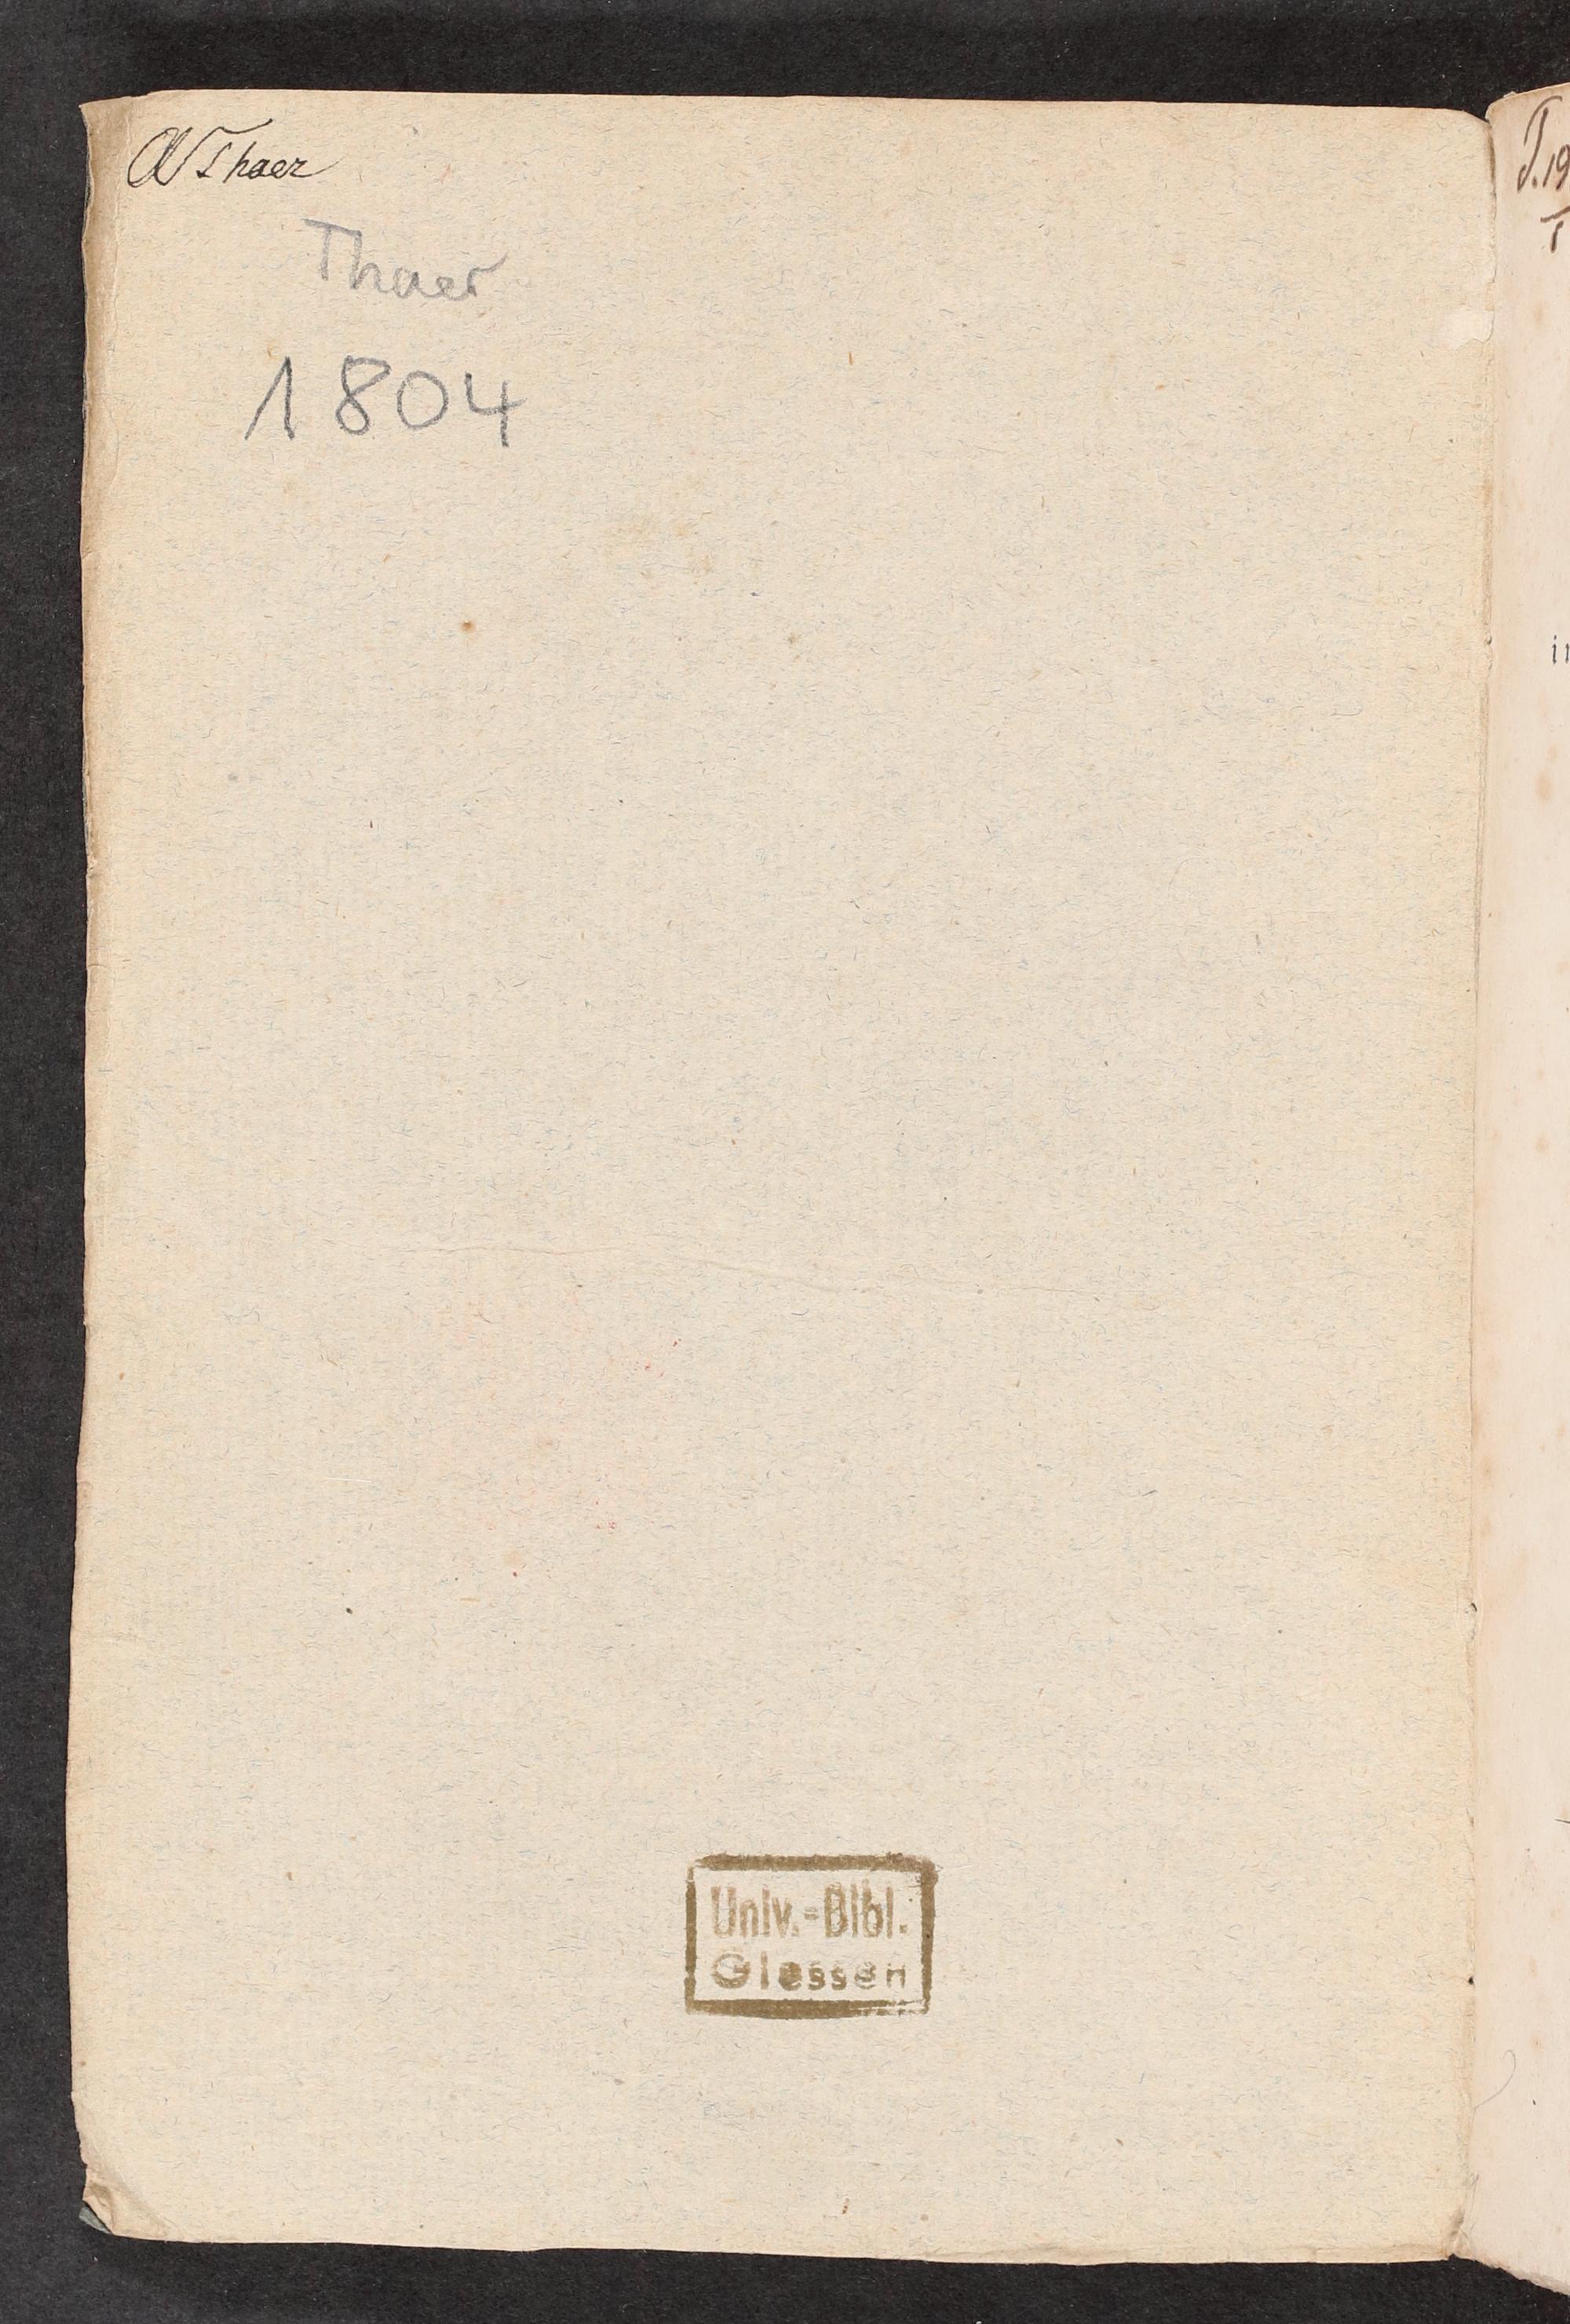 Thaer
Thaer
1804
Univ.-Bibl.
Giessen